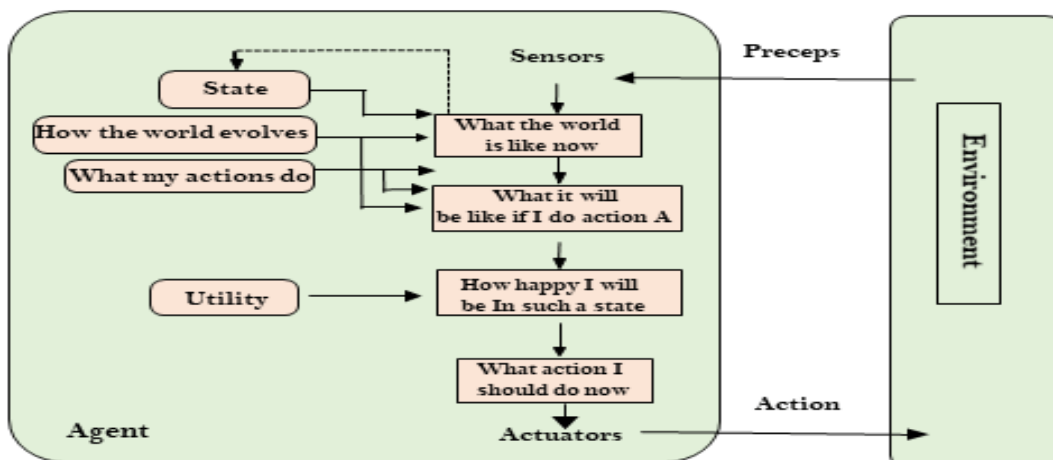 Sensors
Preceps
State
What the world
is like now
How the world evolves
What my actions do
What it will
be like if I do action A
Utility
How happy I will
be In such a state
What action I
should do now
Agent
Actuators
Action
Environment